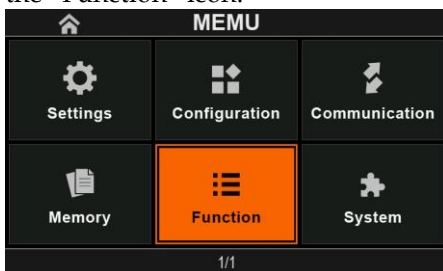 the "Function" icon.
MEMU
Settings
Configuration
Communication
Memory
Function
System
1/1